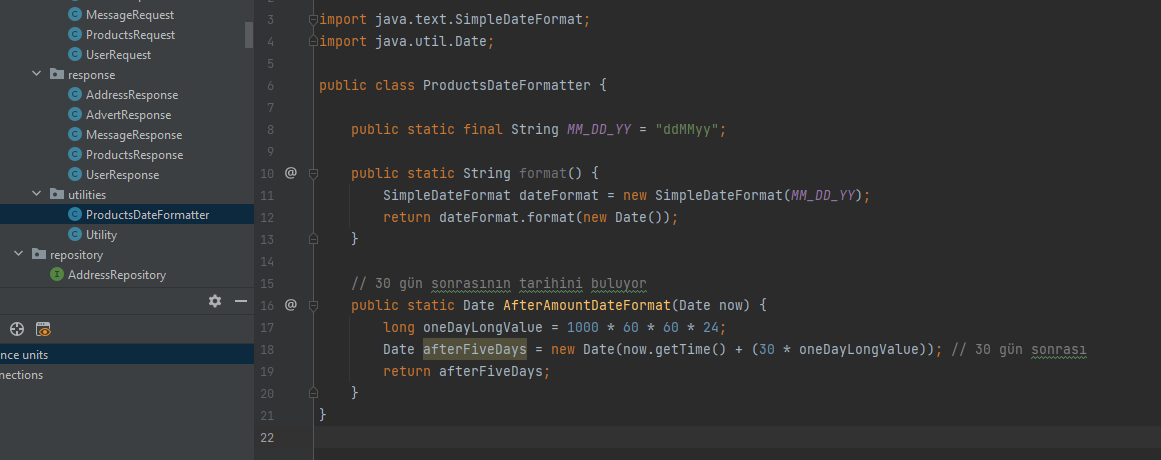 MessageRequest
ProductsRequest
UserRequest
response
AddressResponse
AdvertResponse
MessageResponse
ProductsResponse
UserResponse
utilities
ProductsDateFormatter
Utility
repository
AddressRepository
nce units
nnections
3 import java.text.SimpleDateFormat;
4 import java.util.Date;
5
6 public class ProductsDateFormatter {
7
8 public static final String MM_DD_YY = "ddMMyy";
9
10 @ public static String format() {
11 SimpleDateFormat dateFormat = new SimpleDateFormat(MM_DD_YY);
12 return dateFormat.format(new Date());
13 }
14
15 // 30 gün sonrasının tarihini buluyor
16 @ public static Date AfterAmountDateFormat(Date now) {
17 long oneDayLongValue = 1000 * 60 * 60 * 24;
18 Date afterFiveDays = new Date(now.getTime() + (30 * oneDayLongValue)); // 30 gün sonrası
19 return afterFiveDays;
20 }
21 }
22